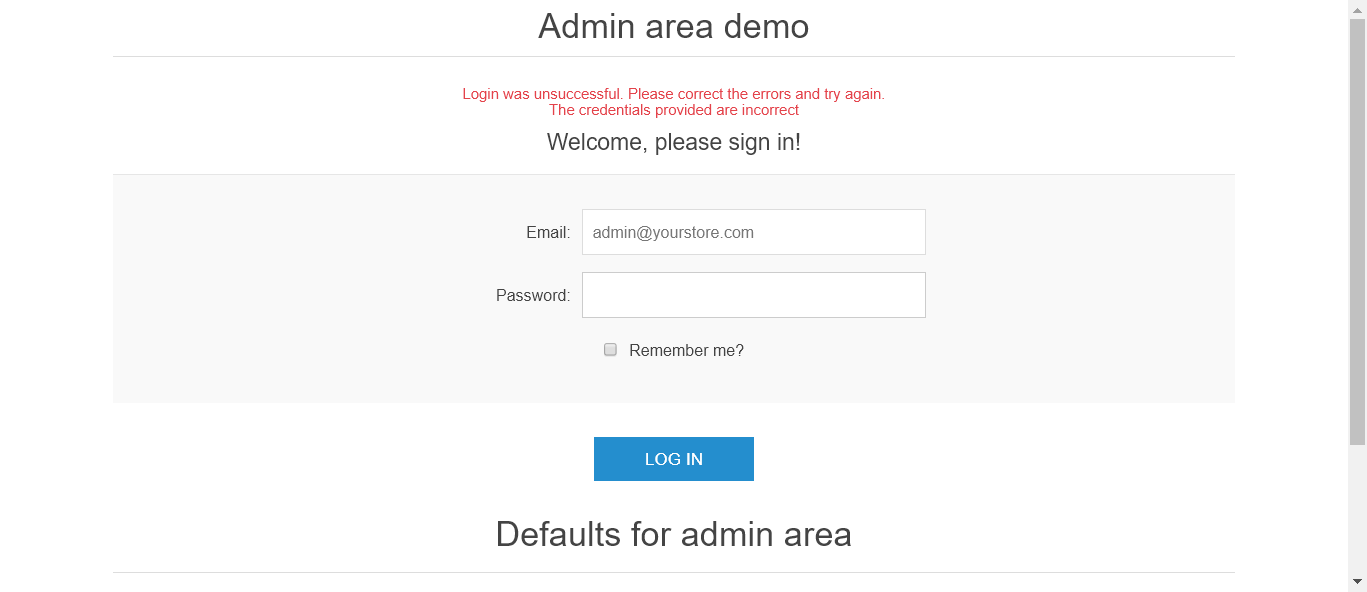 Admin area demo
Login was unsuccessful. Please correct the errors and try again.
The credentials provided are incorrect
Welcome, please sign in!
Email: admin@yourstore.com
Password:
Remember me?
LOG IN
Defaults for admin area